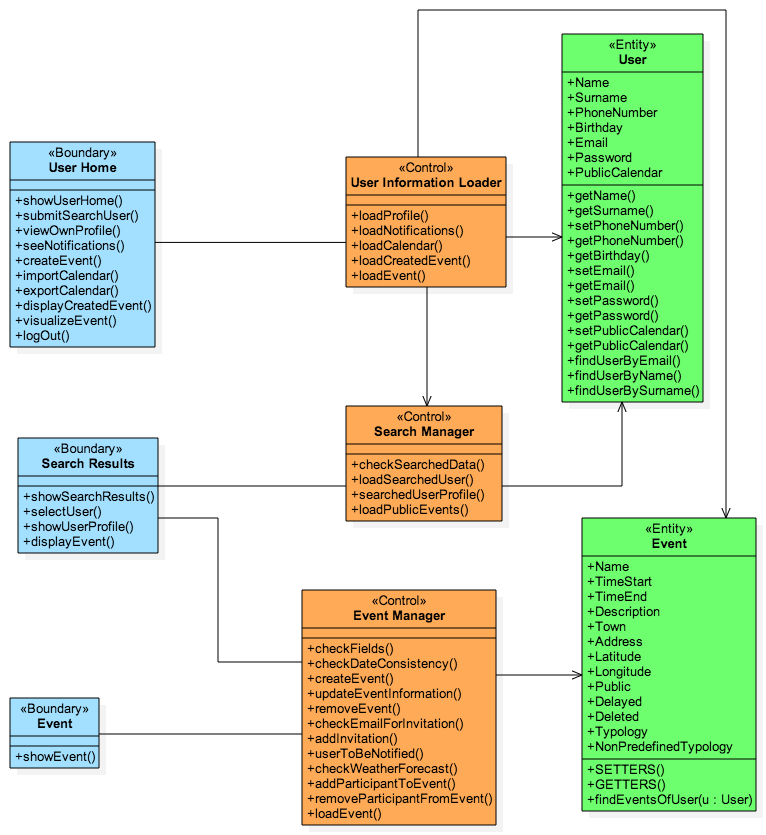 «Entity»
User
+Name
+Surname
+PhoneNumber
+Birthday
+Email
+Password
+PublicCalendar
+getName()
+getSurname()
+setPhoneNumber()
+getPhoneNumber()
+getBirthday()
+setEmail()
+getEmail()
+setPassword()
+getPassword()
+setPublicCalendar()
+getPublicCalendar()
+findUserByEmail()
+findUserByName()
+findUserBySurname()
«Boundary»
User Home
+showUserHome()
+submitSearchUser()
+viewOwnProfile()
+seeNotifications()
+createEvent()
+importCalendar()
+exportCalendar()
+displayCreatedEvent()
+visualizeEvent()
+logOut()
«Control»
User Information Loader
+loadProfile()
+loadNotifications()
+loadCalendar()
+loadCreatedEvent()
+loadEvent()
«Control»
Search Manager
+checkSearchedData()
+loadSearchedUser()
+searchedUserProfile()
+loadPublicEvents()
«Boundary»
Search Results
+showSearchResults()
+selectUser()
+showUserProfile()
+displayEvent()
«Entity»
Event
+Name
+TimeStart
+TimeEnd
+Description
+Town
+Address
+Latitude
+Longitude
+Public
+Delayed
+Deleted
+Typology
+NonPredefinedTypology
+SETTERS()
+GETTERS()
+findEventsOfUser(u : User)
«Control»
Event Manager
+checkFields()
+checkDateConsistency()
+createEvent()
+updateEventInformation()
+removeEvent()
+checkEmailForInvitation()
+addInvitation()
+userToBeNotified()
+checkWeatherForecast()
+addParticipantToEvent()
+removeParticipantFromEvent()
+loadEvent()
«Boundary»
Event
+showEvent()